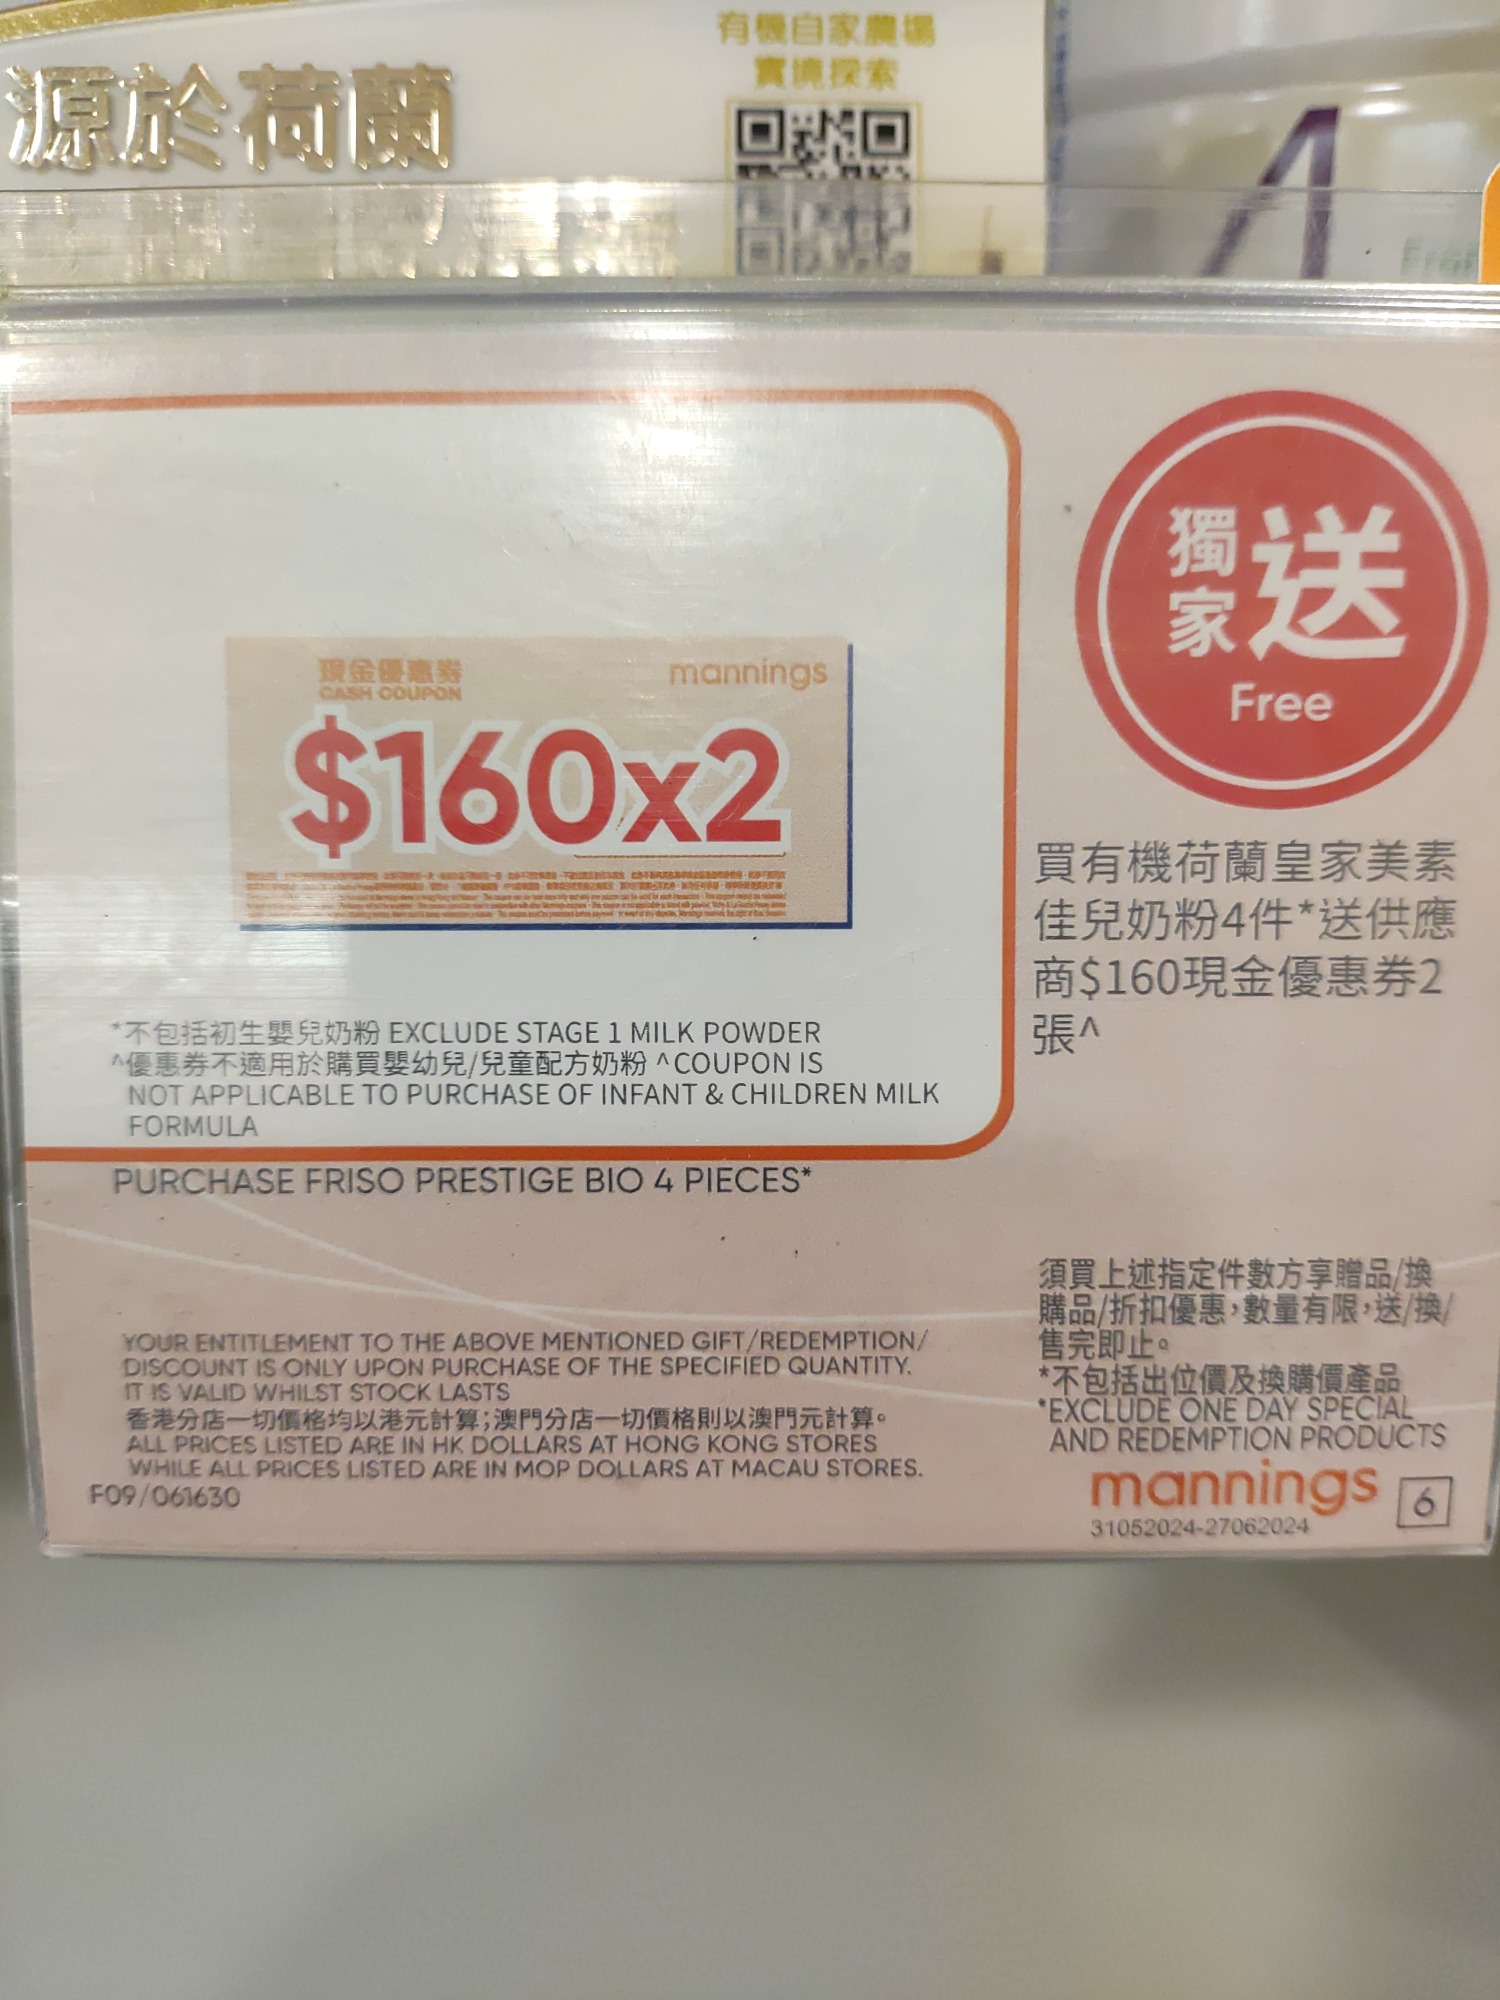 源於荷蘭
有機自家農場
實境探索
獨家 送
Free
現金優惠券
CASH COUPON
mannings
$160x2
買有機荷蘭皇家美素
佳兒奶粉4件*送供應
商$160現金優惠券2
張^
*不包括初生嬰兒奶粉 EXCLUDE STAGE 1 MILK POWDER
^優惠券不適用於購買嬰幼兒/兒童配方奶粉 ^COUPON IS
NOT APPLICABLE TO PURCHASE OF INFANT & CHILDREN MILK
FORMULA
PURCHASE FRISO PRESTIGE BIO 4 PIECES*
須買上述指定件數方享贈品/換
購品/折扣優惠,數量有限,送/換/
售完即止。
*不包括出位價及換購價產品
*EXCLUDE ONE DAY SPECIAL
AND REDEMPTION PRODUCTS
YOUR ENTITLEMENT TO THE ABOVE MENTIONED GIFT/REDEMPTION/
DISCOUNT IS ONLY UPON PURCHASE OF THE SPECIFIED QUANTITY.
IT IS VALID WHILST STOCK LASTS
香港分店一切價格均以港元計算;澳門分店一切價格則以澳門元計算。
ALL PRICES LISTED ARE IN HK DOLLARS AT HONG KONG STORES
WHILE ALL PRICES LISTED ARE IN MOP DOLLARS AT MACAU STORES.
F09/061630
mannings 6
31052024-27062024